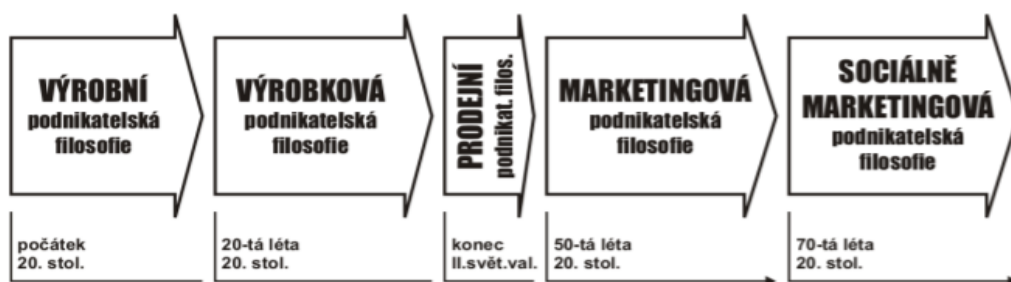 VÝROBNÍ
podnikatelská
filosofie
VÝROBKOVÁ
podnikatelská
filosofie
PRODEJNÍ
podnikat. filos.
MARKETINGOVÁ
podnikatelská
filosofie
SOCIÁLNĚ
MARKETINGOVÁ
podnikatelská
filosofie
počátek
20. stol.
20-tá léta
20. stol.
konec
II.svět.val.
50-tá léta
20. stol.
70-tá léta
20. stol.